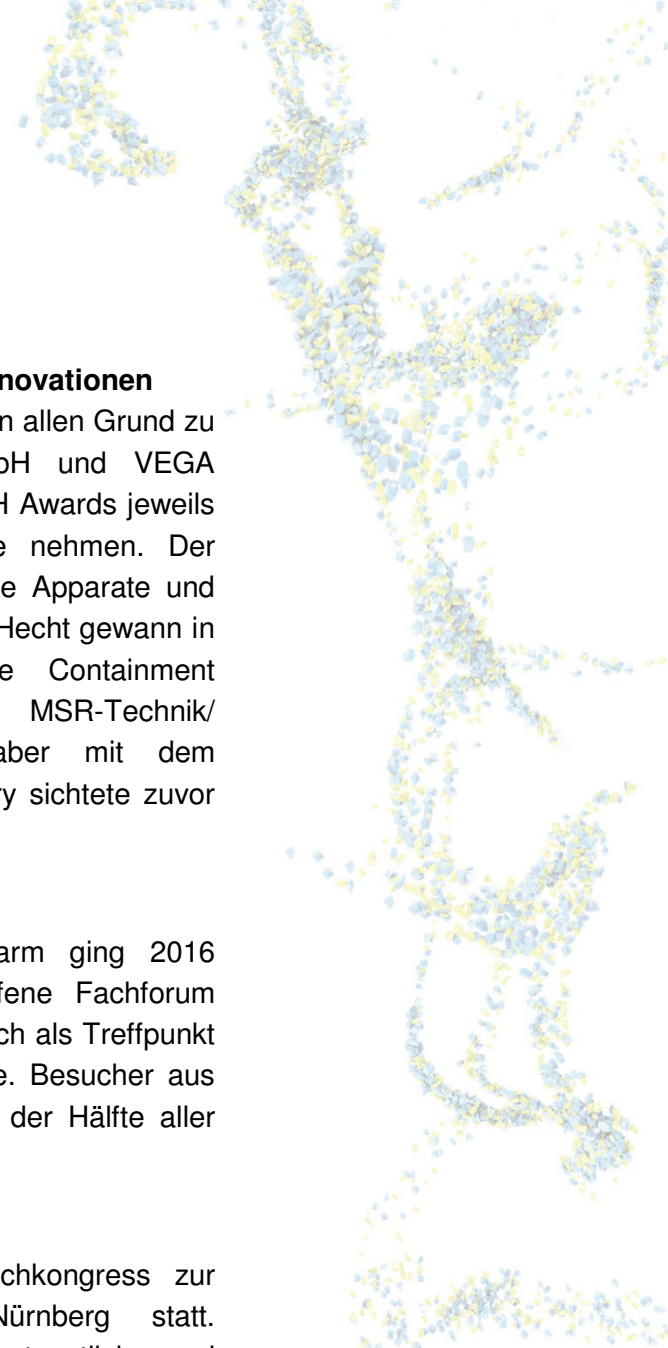 nnovationen
n allen Grund zu
bH und VEGA
H Awards jeweils
e nehmen. Der
e Apparate und
Hecht gewann in
e Containment
MSR-Technik/
aber mit dem
ry sichtete zuvor
arm ging 2016
fene Fachforum
ch als Treffpunkt
e. Besucher aus
der Hälfte aller
chkongress zur
Nürnberg statt.